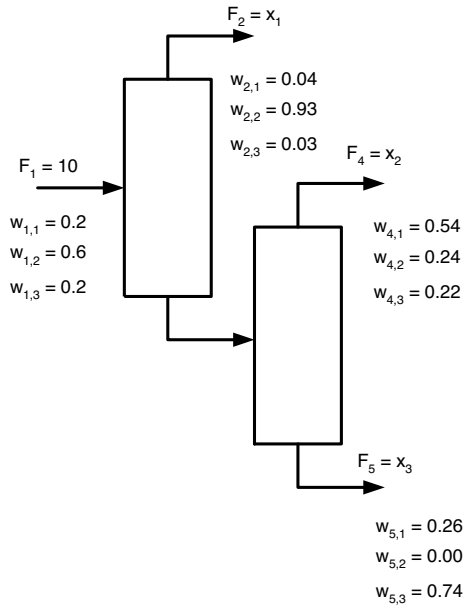 F2 = x1
w2,1 = 0.04
w2,2 = 0.93
w2,3 = 0.03
F1 = 10
w1,1 = 0.2
w1,2 = 0.6
w1,3 = 0.2
F4 = x2
w4,1 = 0.54
w4,2 = 0.24
w4,3 = 0.22
F5 = x3
w5,1 = 0.26
w5,2 = 0.00
w5,3 = 0.74